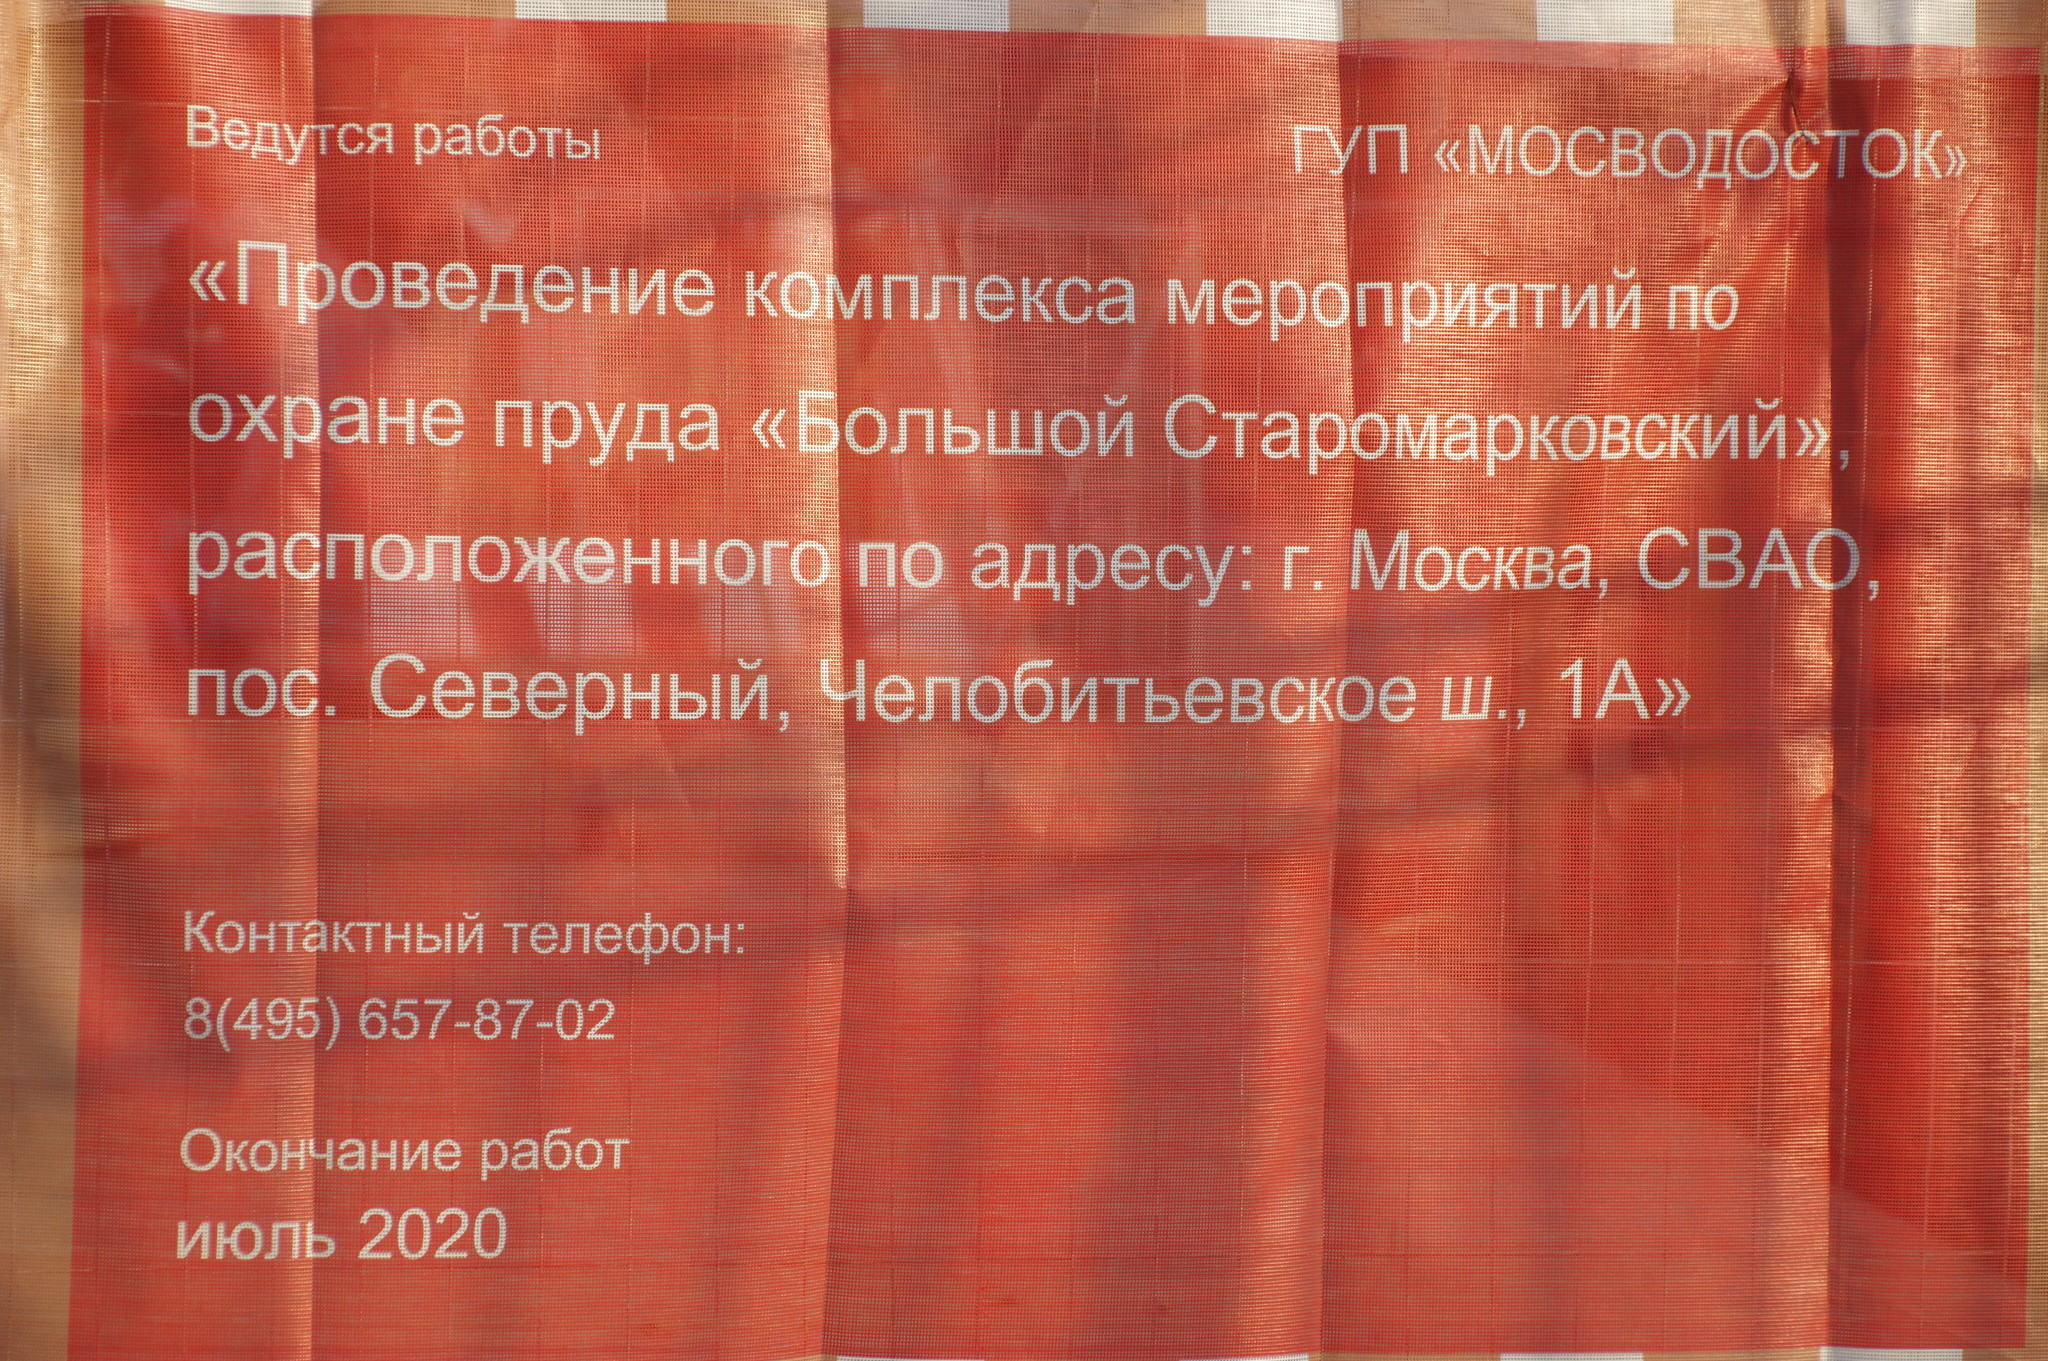 Ведутся работы ГУП «МОСВОДОСТОК»
«Проведение комплекса мероприятий по
охране пруда «Большой Старомарковский»,
расположенного по адресу: г. Москва, СВАО,
пос. Северный, Челобитьевское ш., 1А»
Контактный телефон:
8(495) 657-87-02
Окончание работ
июль 2020